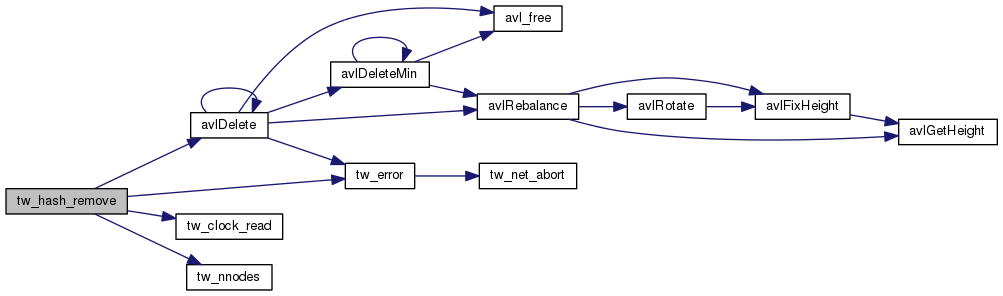 avl_free
avlDeleteMin
avlRebalance
avlRotate
avlFixHeight
avlDelete
avlGetHeight
tw_error
tw_net_abort
tw_hash_remove
tw_clock_read
tw_nnodes